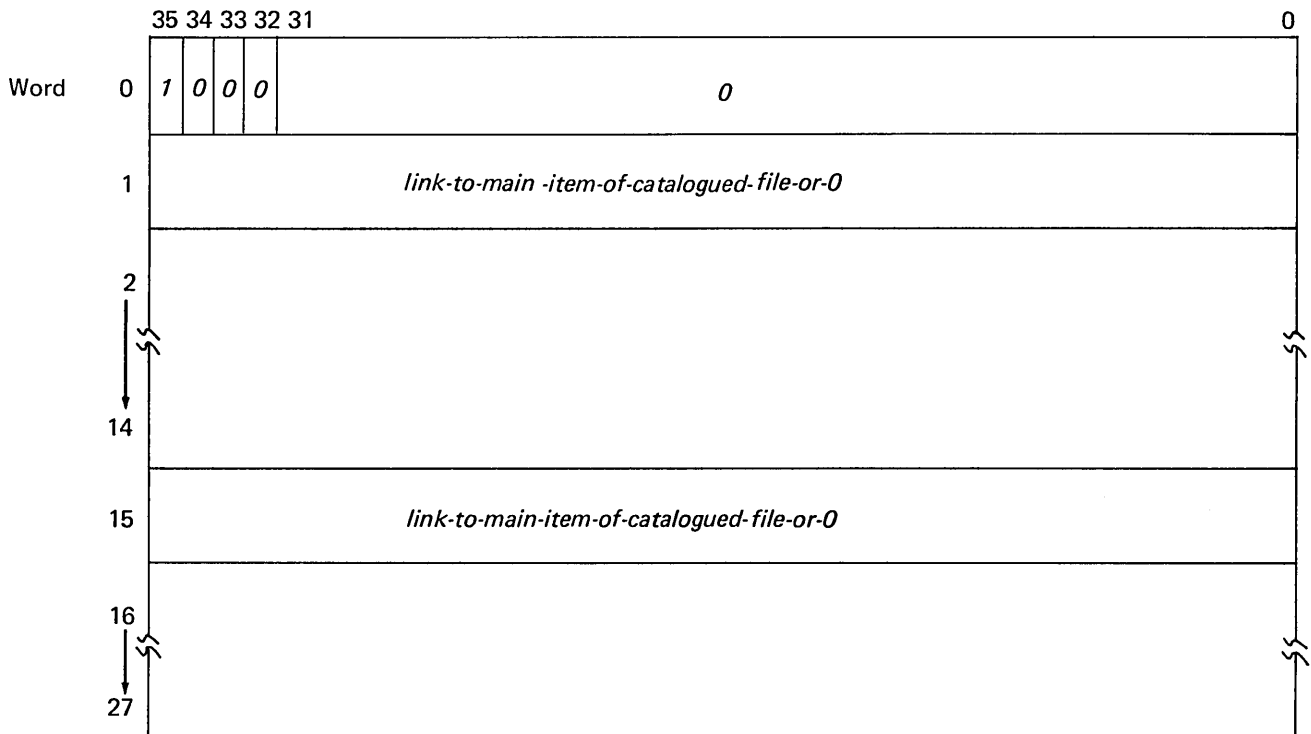 35 34 33 32 31 0
Word 0 1 0 0 0 0
1 link-to-main -item-of-catalogued-file-or-0
2
14
15 link-to-main-item-of-catalogued-file-or-0
16
27